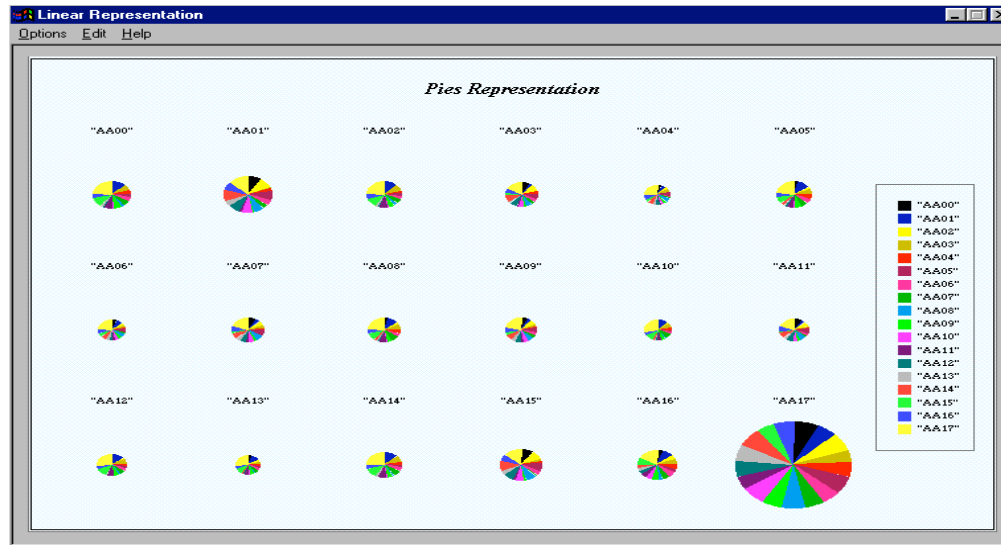 Linear Representation
Options Edit Help
Pies Representation
"AA00" "AA01" "AA02" "AA03" "AA04" "AA05"
"AA06" "AA07" "AA08" "AA09" "AA10" "AA11"
"AA12" "AA13" "AA14" "AA15" "AA16" "AA17"
"AA00"
"AA01"
"AA02"
"AA03"
"AA04"
"AA05"
"AA06"
"AA07"
"AA08"
"AA09"
"AA10"
"AA11"
"AA12"
"AA13"
"AA14"
"AA15"
"AA16"
"AA17"